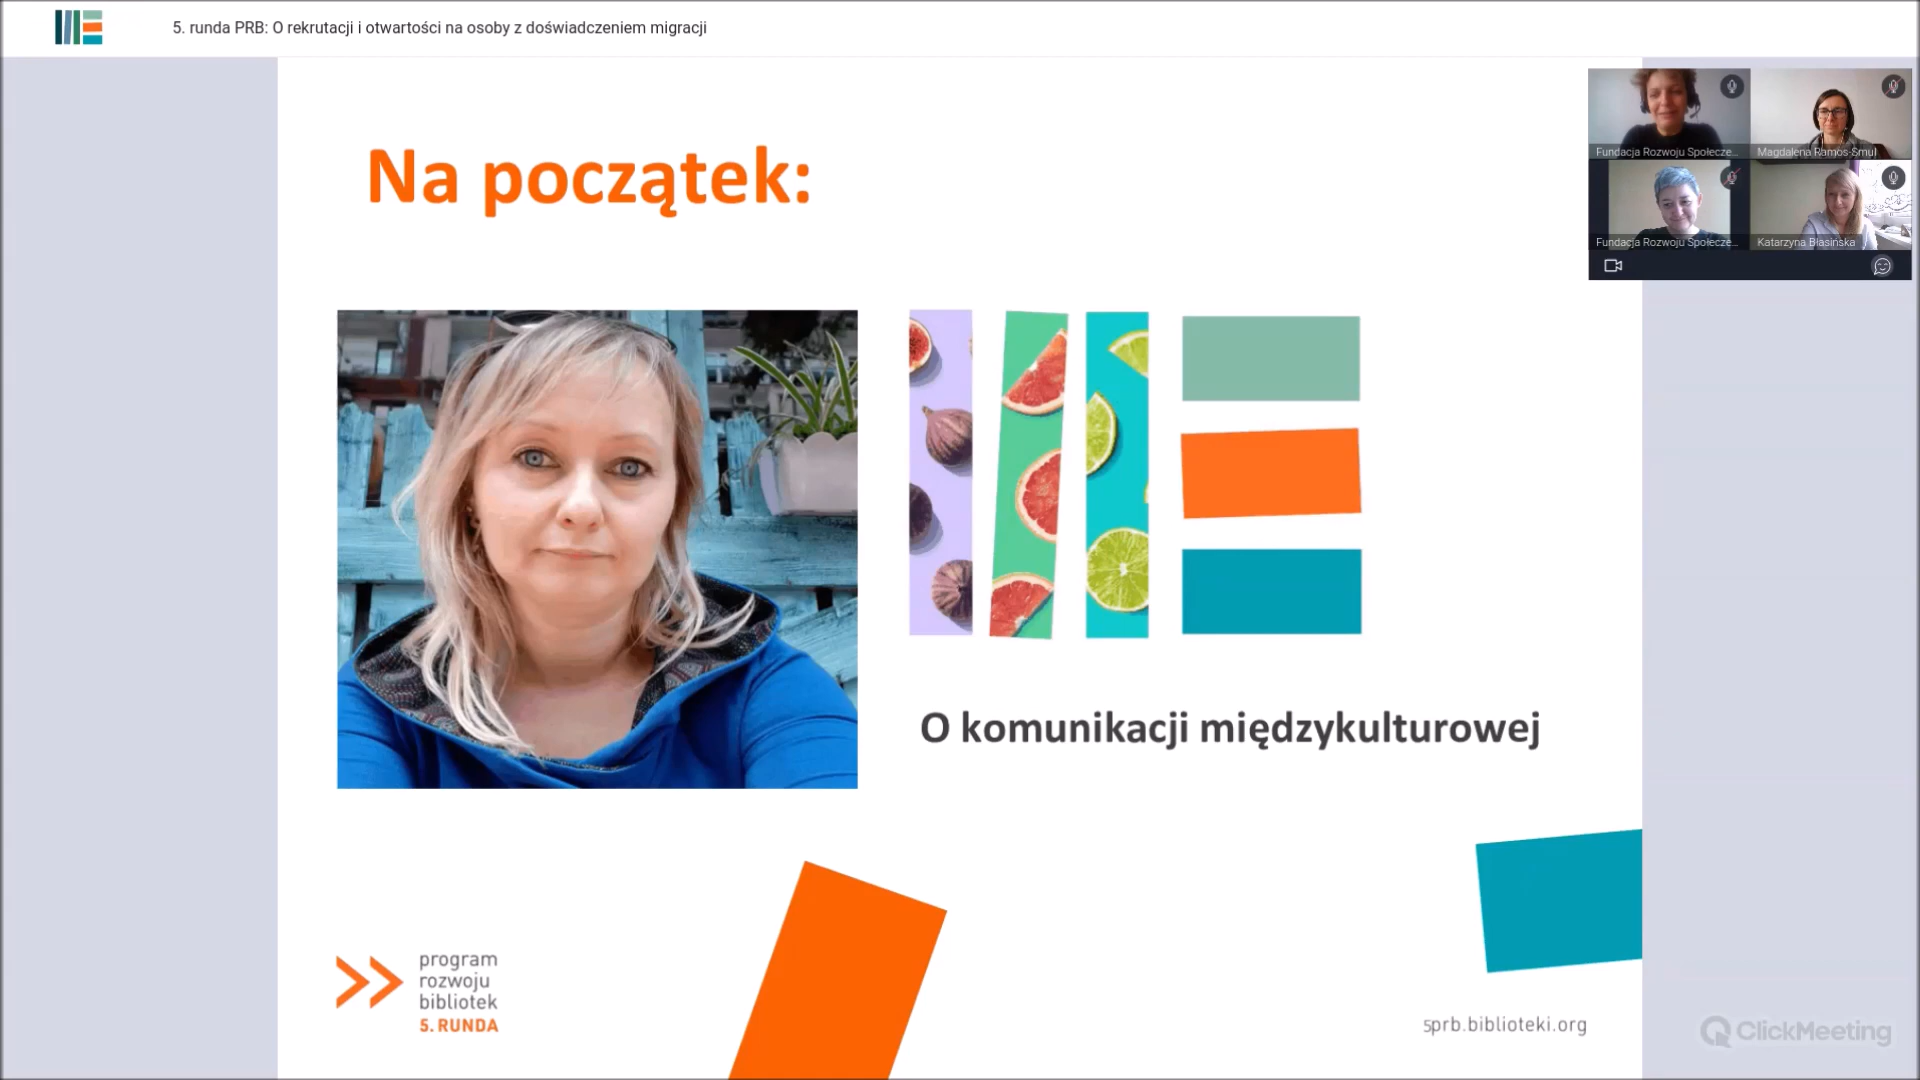 5. runda PRB: O rekrutacji i otwartości na osoby z doświadczeniem migracji
Na początek:
Fundacja Rozwoju Społecze...
Magdalena Ramos-Smul
Fundacja Rozwoju Społecze...
Katarzyna Błasińska
O komunikacji międzykulturowej
program
rozwoju
bibliotek
5. RUNDA
5prb.biblioteki.org
ClickMeeting